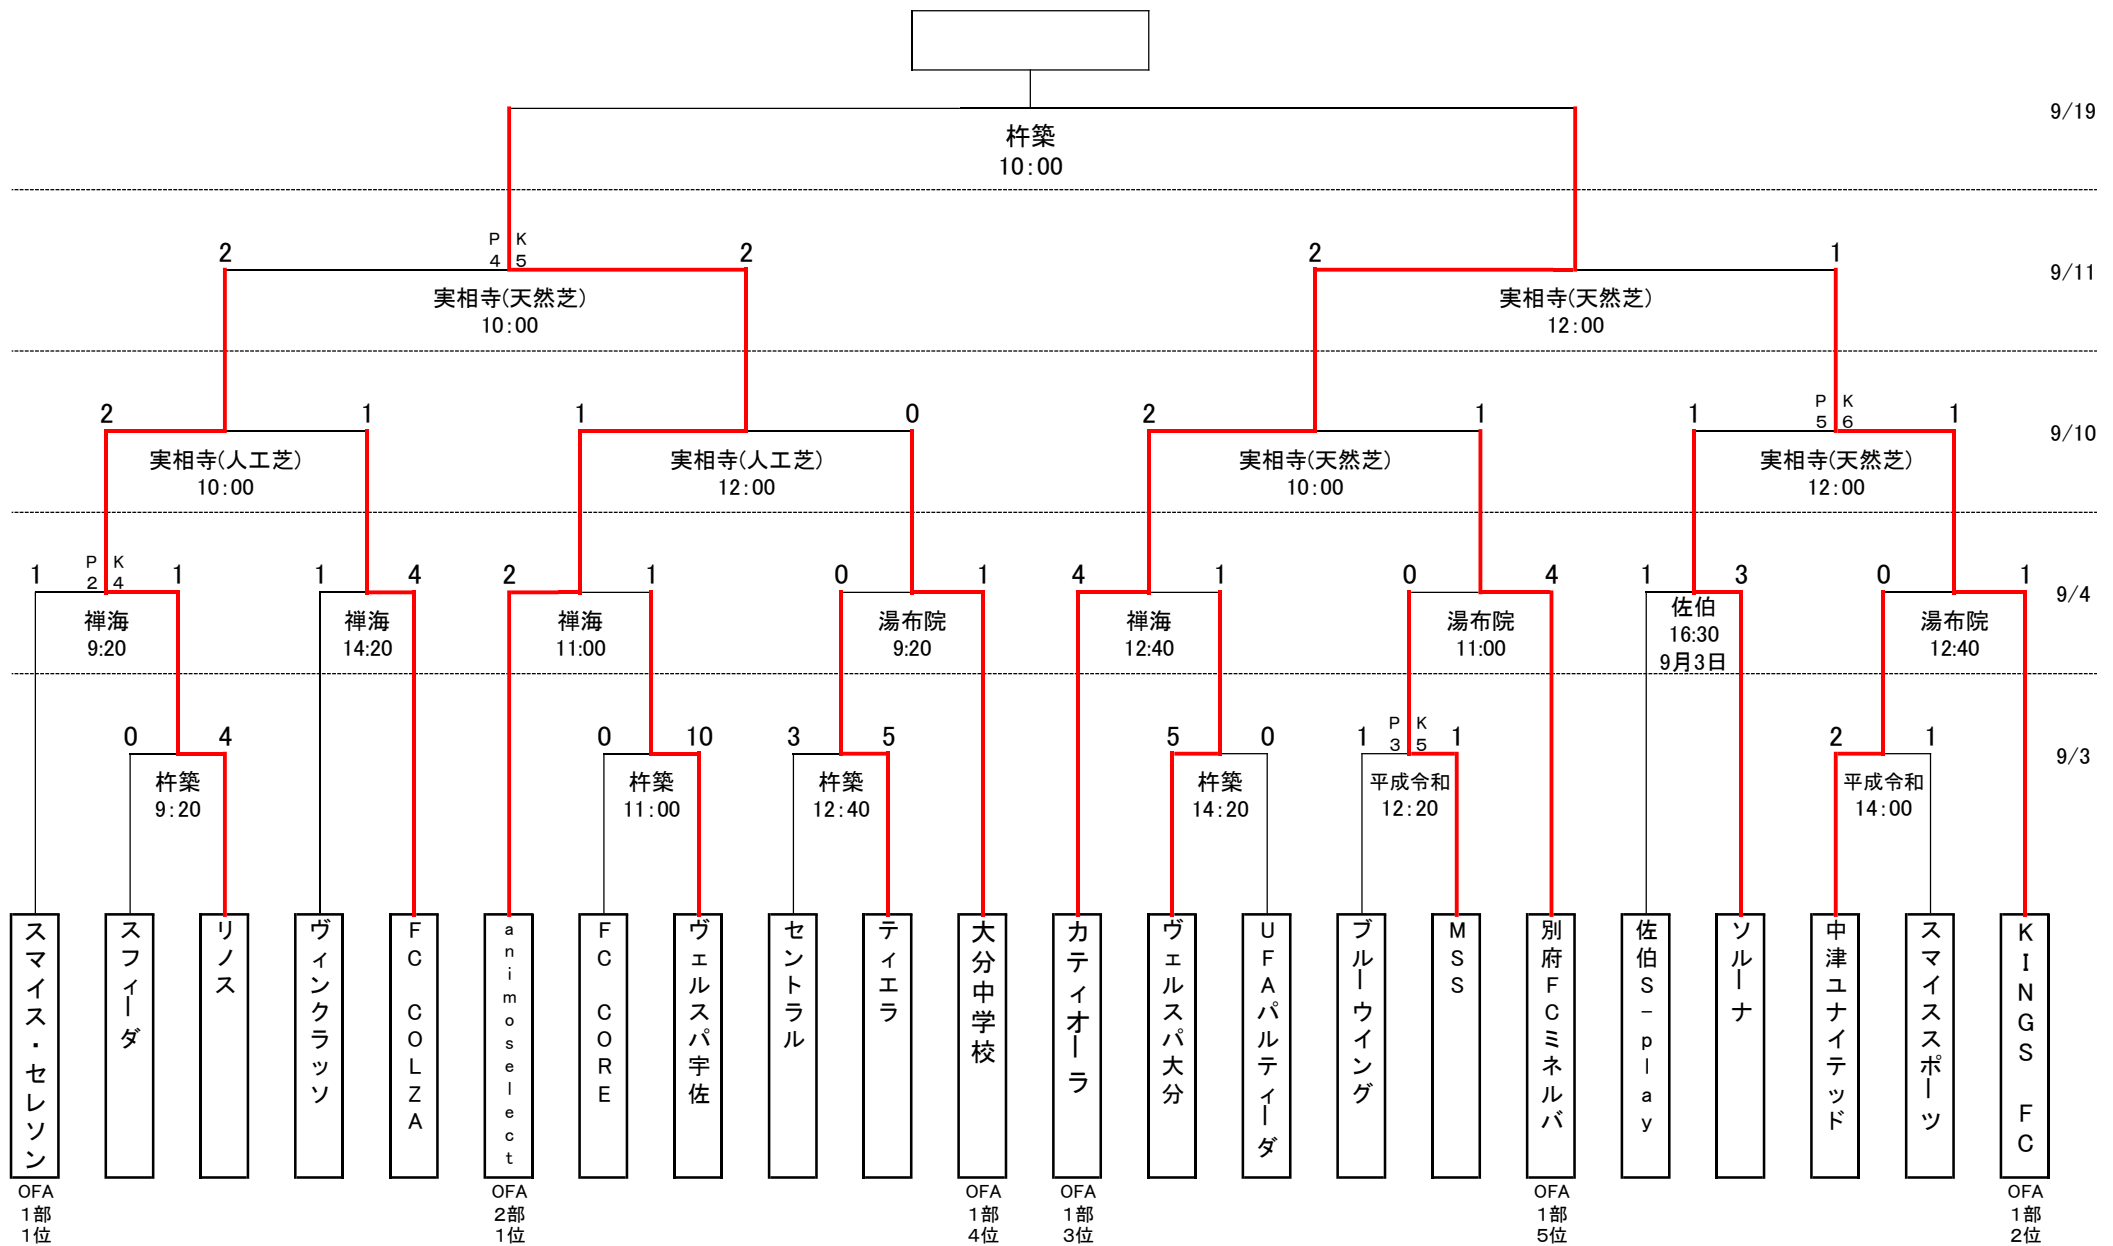 9/19
杵築
10:00
2
P K
4 5
2
2
1
9/11
実相寺(天然芝)
10:00
実相寺(天然芝)
12:00
2
1
1
0
2
1
1
P K
5 6
1
9/10
実相寺(人工芝)
10:00
実相寺(人工芝)
12:00
実相寺(天然芝)
10:00
実相寺(天然芝)
12:00
1
P K
2 4
1
1
4
2
1
0
1
4
1
0
4
1
3
0
1
9/4
禅海
9:20
禅海
14:20
禅海
11:00
湯布院
9:20
禅海
12:40
湯布院
11:00
佐伯
16:30
9月3日
湯布院
12:40
0
4
0
10
3
5
5
0
1
P K
3 5
1
2
1
9/3
杵築
9:20
杵築
11:00
杵築
12:40
杵築
14:20
平成令和
12:20
平成令和
14:00
スマイス・セレソン
スフィーダ
リノス
ヴィンクラッソ
FC COLZA
animoselect
FC CORE
ヴェルスパ宇佐
セントラル
ティエラ
大分中学校
カティオーラ
ヴェルスパ大分
UFAパルティーダ
ブルーウイング
MSS
別府FCミネルバ
佐伯S-play
ソルーナ
中津ユナイテッド
スマイススポーツ
KINGS FC
OFA
1部
1位
OFA
2部
1位
OFA
1部
4位
OFA
1部
3位
OFA
1部
5位
OFA
1部
2位